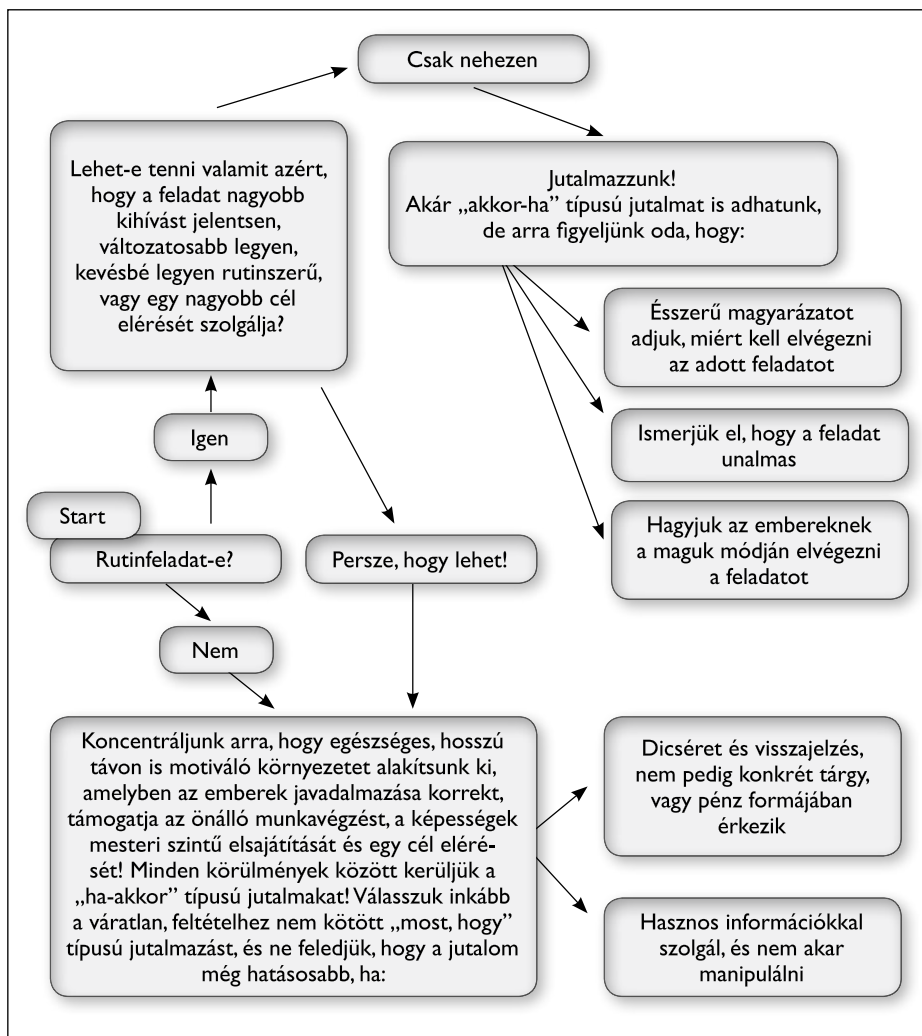 Csak nehezen
Lehet-e tenni valamit azért,
hogy a feladat nagyobb
kihívást jelentsen,
változatosabb legyen,
kevésbé legyen rutinszerű,
vagy egy nagyobb cél
elérését szolgálja?
Jutalmazzunk!
Akár „akkor-ha” típusú jutalmat is adhatunk,
de arra figyeljünk oda, hogy:
Ésszerű magyarázatot
adjuk, miért kell elvégezni
az adott feladatot
Igen
Ismerjük el, hogy a feladat
unalmas
Start
Rutinfeladat-e?
Persze, hogy lehet!
Hagyjuk az embereknek
a maguk módján elvégezni
a feladatot
Nem
Koncentráljunk arra, hogy egészséges, hosszú
távon is motiváló környezetet alakítsunk ki,
amelyben az emberek javadalmazása korrekt,
támogatja az önálló munkavégzést, a képességek
mesteri szintű elsajátítását és egy cél eléré-
sét! Minden körülmények között kerüljük a
„ha-akkor” típusú jutalmakat! Válasszuk inkább
a váratlan, feltételhez nem kötött „most, hogy”
típusú jutalmazást, és ne feledjük, hogy a jutalom
még hatásosabb, ha:
Dicséret és visszajelzés,
nem pedig konkrét tárgy,
vagy pénz formájában
érkezik
Hasznos információkkal
szolgál, és nem akar
manipulálni